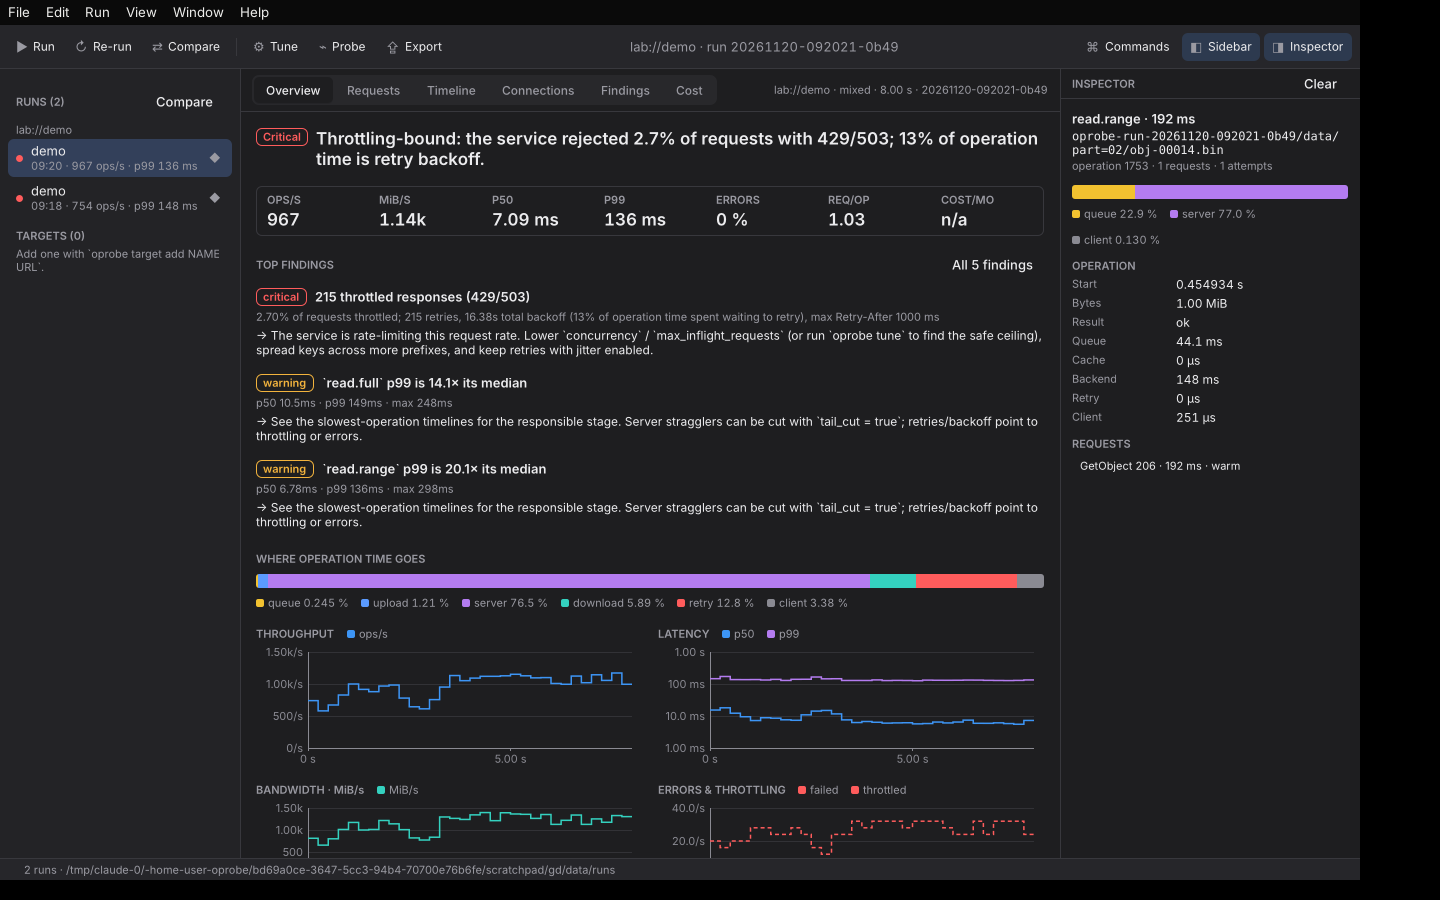 File Edit Run View Window Help
Run Re-run Compare Tune Probe Export lab://demo · run 20261120-092021-0b49 Commands Sidebar Inspector
RUNS (2) Compare
lab://demo
demo
09:20 · 967 ops/s · p99 136 ms
demo
09:18 · 754 ops/s · p99 148 ms
TARGETS (0)
Add one with `oprobe target add NAME
URL`.
Overview Requests Timeline Connections Findings Cost lab://demo · mixed · 8.00 s · 20261120-092021-0b49
Critical Throttling-bound: the service rejected 2.7% of requests with 429/503; 13% of operation
time is retry backoff.
OPS/S MiB/S P50 P99 ERRORS REQ/OP COST/MO
967 1.14k 7.09 ms 136 ms 0 % 1.03 n/a
TOP FINDINGS All 5 findings
critical 215 throttled responses (429/503)
2.70% of requests throttled; 215 retries, 16.38s total backoff (13% of operation time spent waiting to retry), max Retry-After 1000 ms
→ The service is rate-limiting this request rate. Lower `concurrency` / `max_inflight_requests` (or run `oprobe tune` to find the safe ceiling),
spread keys across more prefixes, and keep retries with jitter enabled.
warning `read.full` p99 is 14.1× its median
p50 10.5ms · p99 149ms · max 248ms
→ See the slowest-operation timelines for the responsible stage. Server stragglers can be cut with `tail_cut = true`; retries/backoff point to
throttling or errors.
warning `read.range` p99 is 20.1× its median
p50 6.78ms · p99 136ms · max 298ms
→ See the slowest-operation timelines for the responsible stage. Server stragglers can be cut with `tail_cut = true`; retries/backoff point to
throttling or errors.
WHERE OPERATION TIME GOES
queue 0.245 % upload 1.21 % server 76.5 % download 5.89 % retry 12.8 % client 3.38 %
THROUGHPUT ops/s
1.50k/s
1.00k/s
500/s
0/s
0 s 5.00 s
LATENCY p50 p99
1.00 s
100 ms
10.0 ms
1.00 ms
0 s 5.00 s
BANDWIDTH · MiB/s MiB/s
1.50k
1.00k
500
ERRORS & THROTTLING failed throttled
40.0/s
20.0/s
INSPECTOR Clear
read.range · 192 ms
oprobe-run-20261120-092021-0b49/data/
part=02/obj-00014.bin
operation 1753 · 1 requests · 1 attempts
queue 22.9 % server 77.0 %
client 0.130 %
OPERATION
Start 0.454934 s
Bytes 1.00 MiB
Result ok
Queue 44.1 ms
Cache 0 µs
Backend 148 ms
Retry 0 µs
Client 251 µs
REQUESTS
GetObject 206 · 192 ms · warm
2 runs · /tmp/claude-0/-home-user-oprobe/bd69a0ce-3647-5cc3-94b4-70700e76b6fe/scratchpad/gd/data/runs